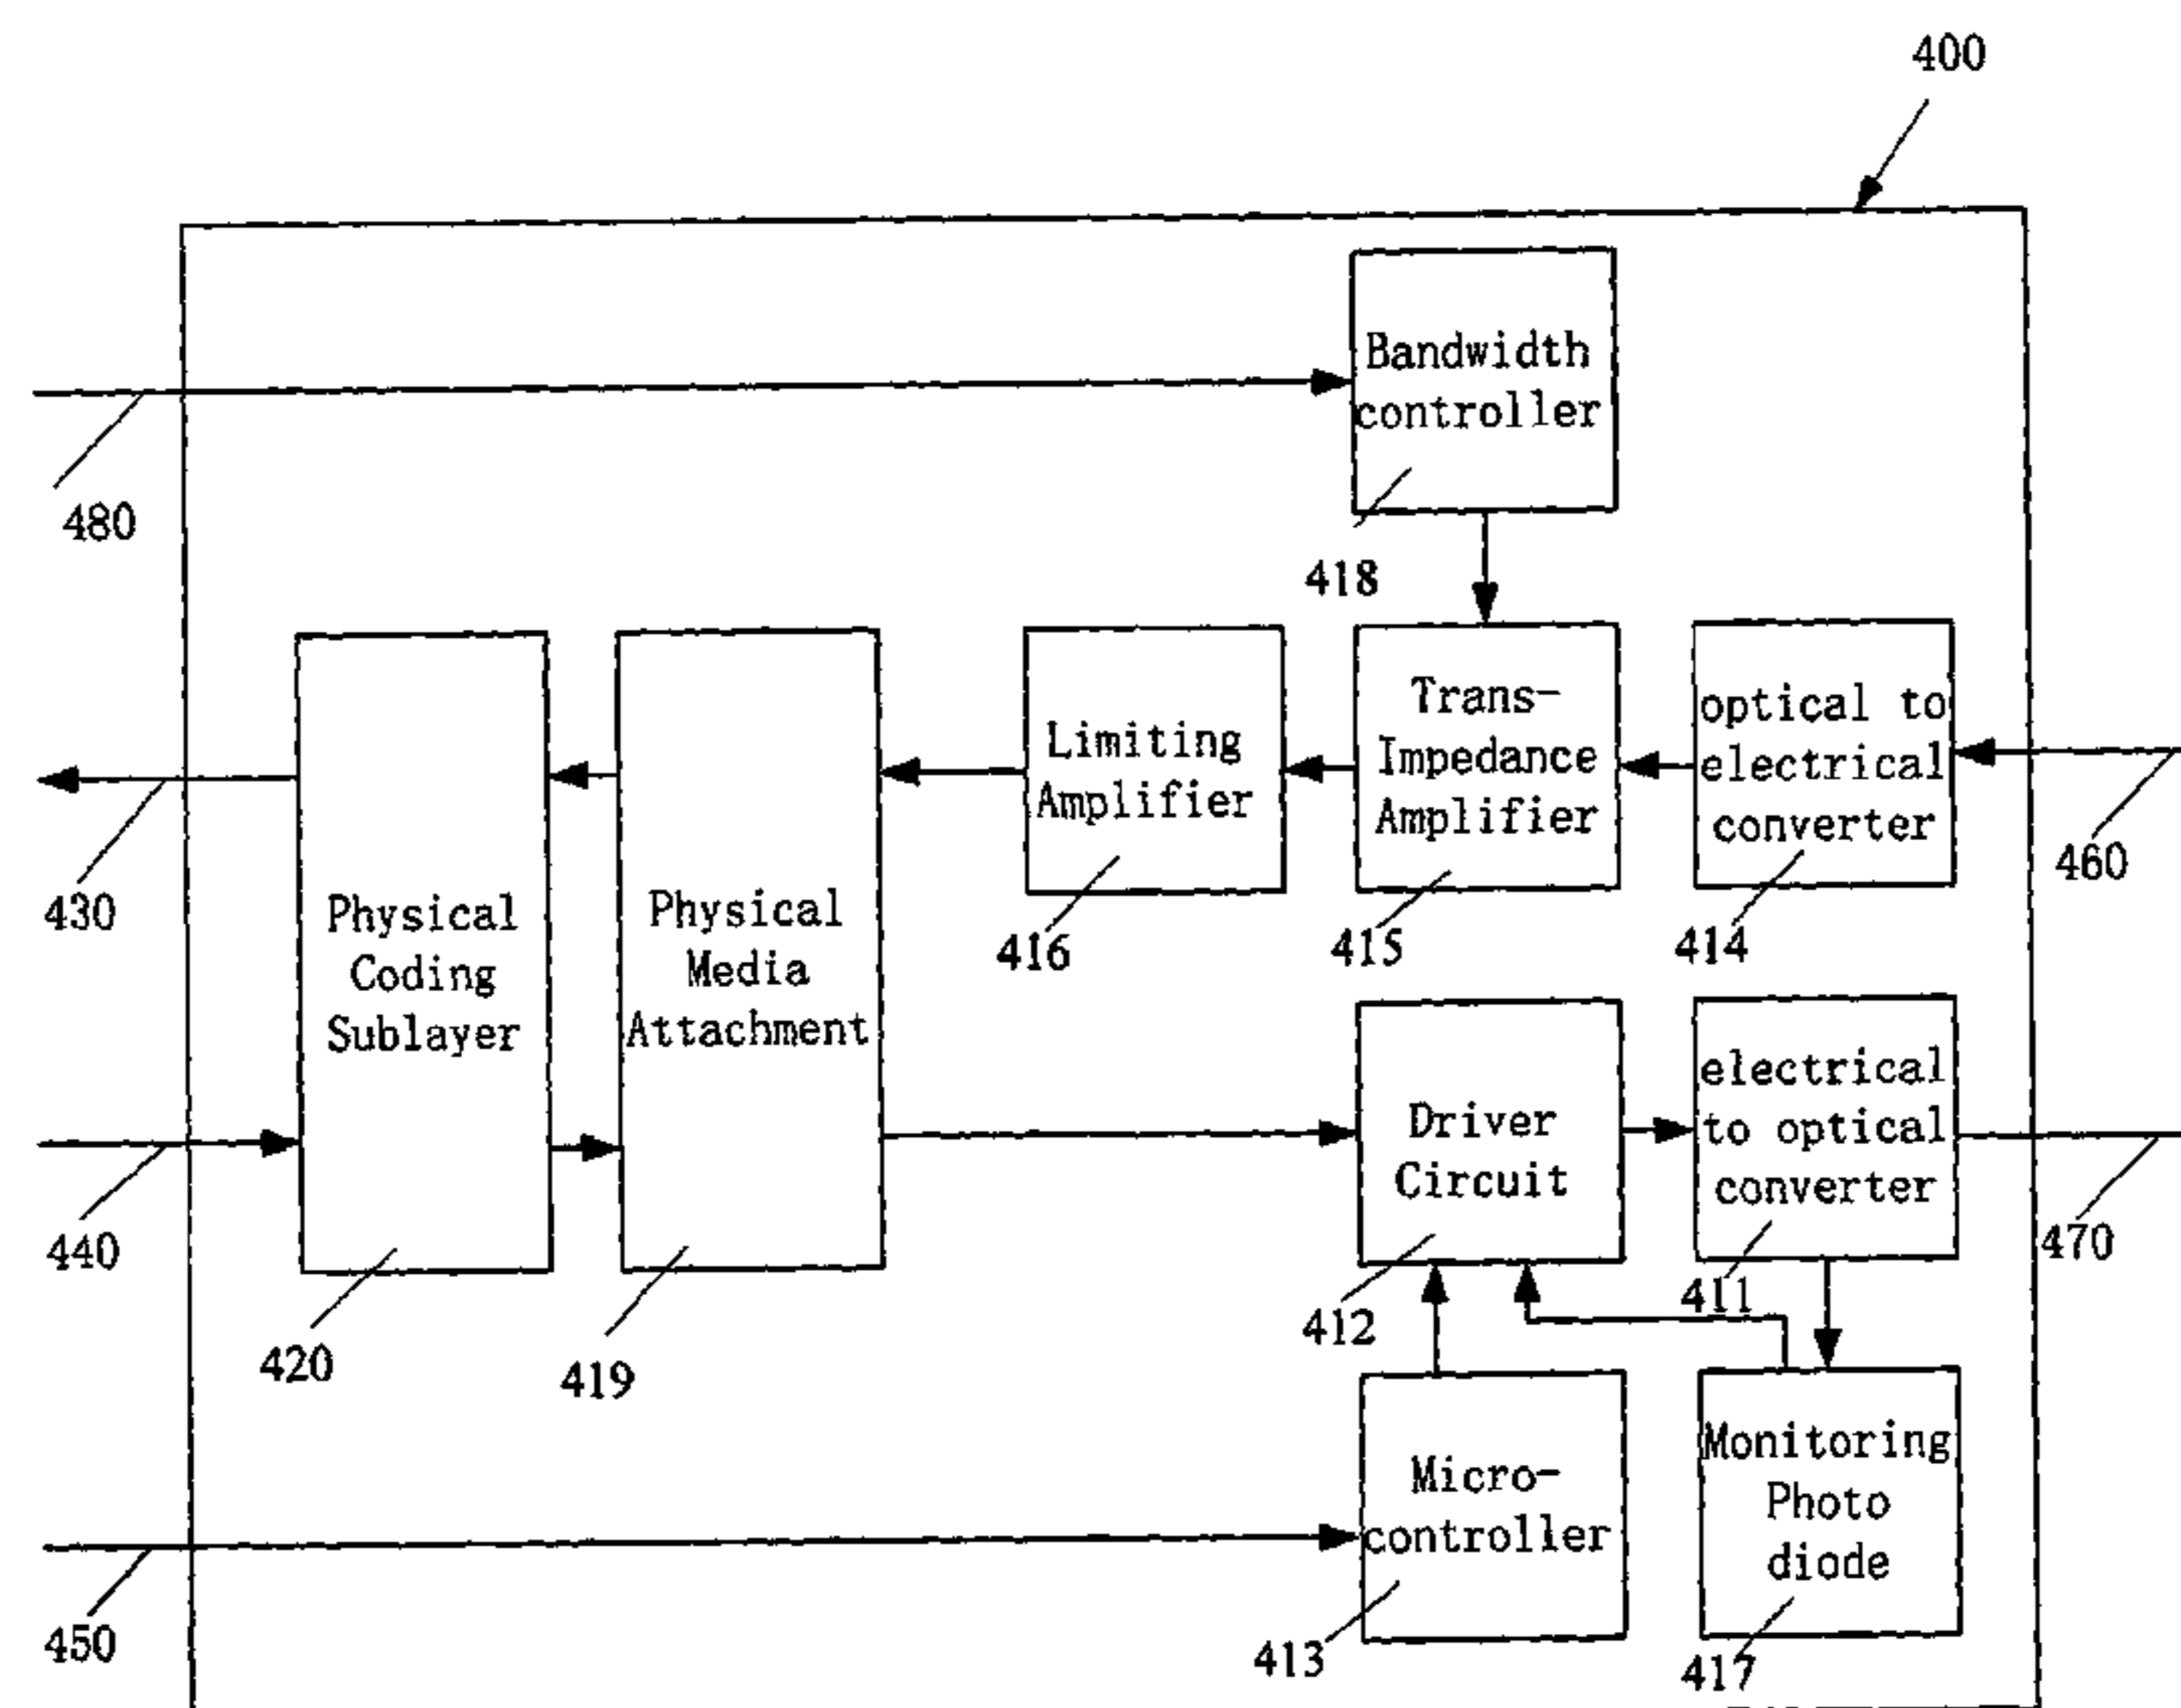 400
Bandwidth
controller
480
418
Trans-
Impedance
Amplifier
optical to
electrical
converter
Limiting
Amplifier
460
430
Physical
Coding
Sublayer
Physical
Media
Attachment
416
415
414
electrical
to optical
converter
Driver
Circuit
440
470
411
412
420
419
Micro-
controller
Monitoring
Photo
diode
450
413
417